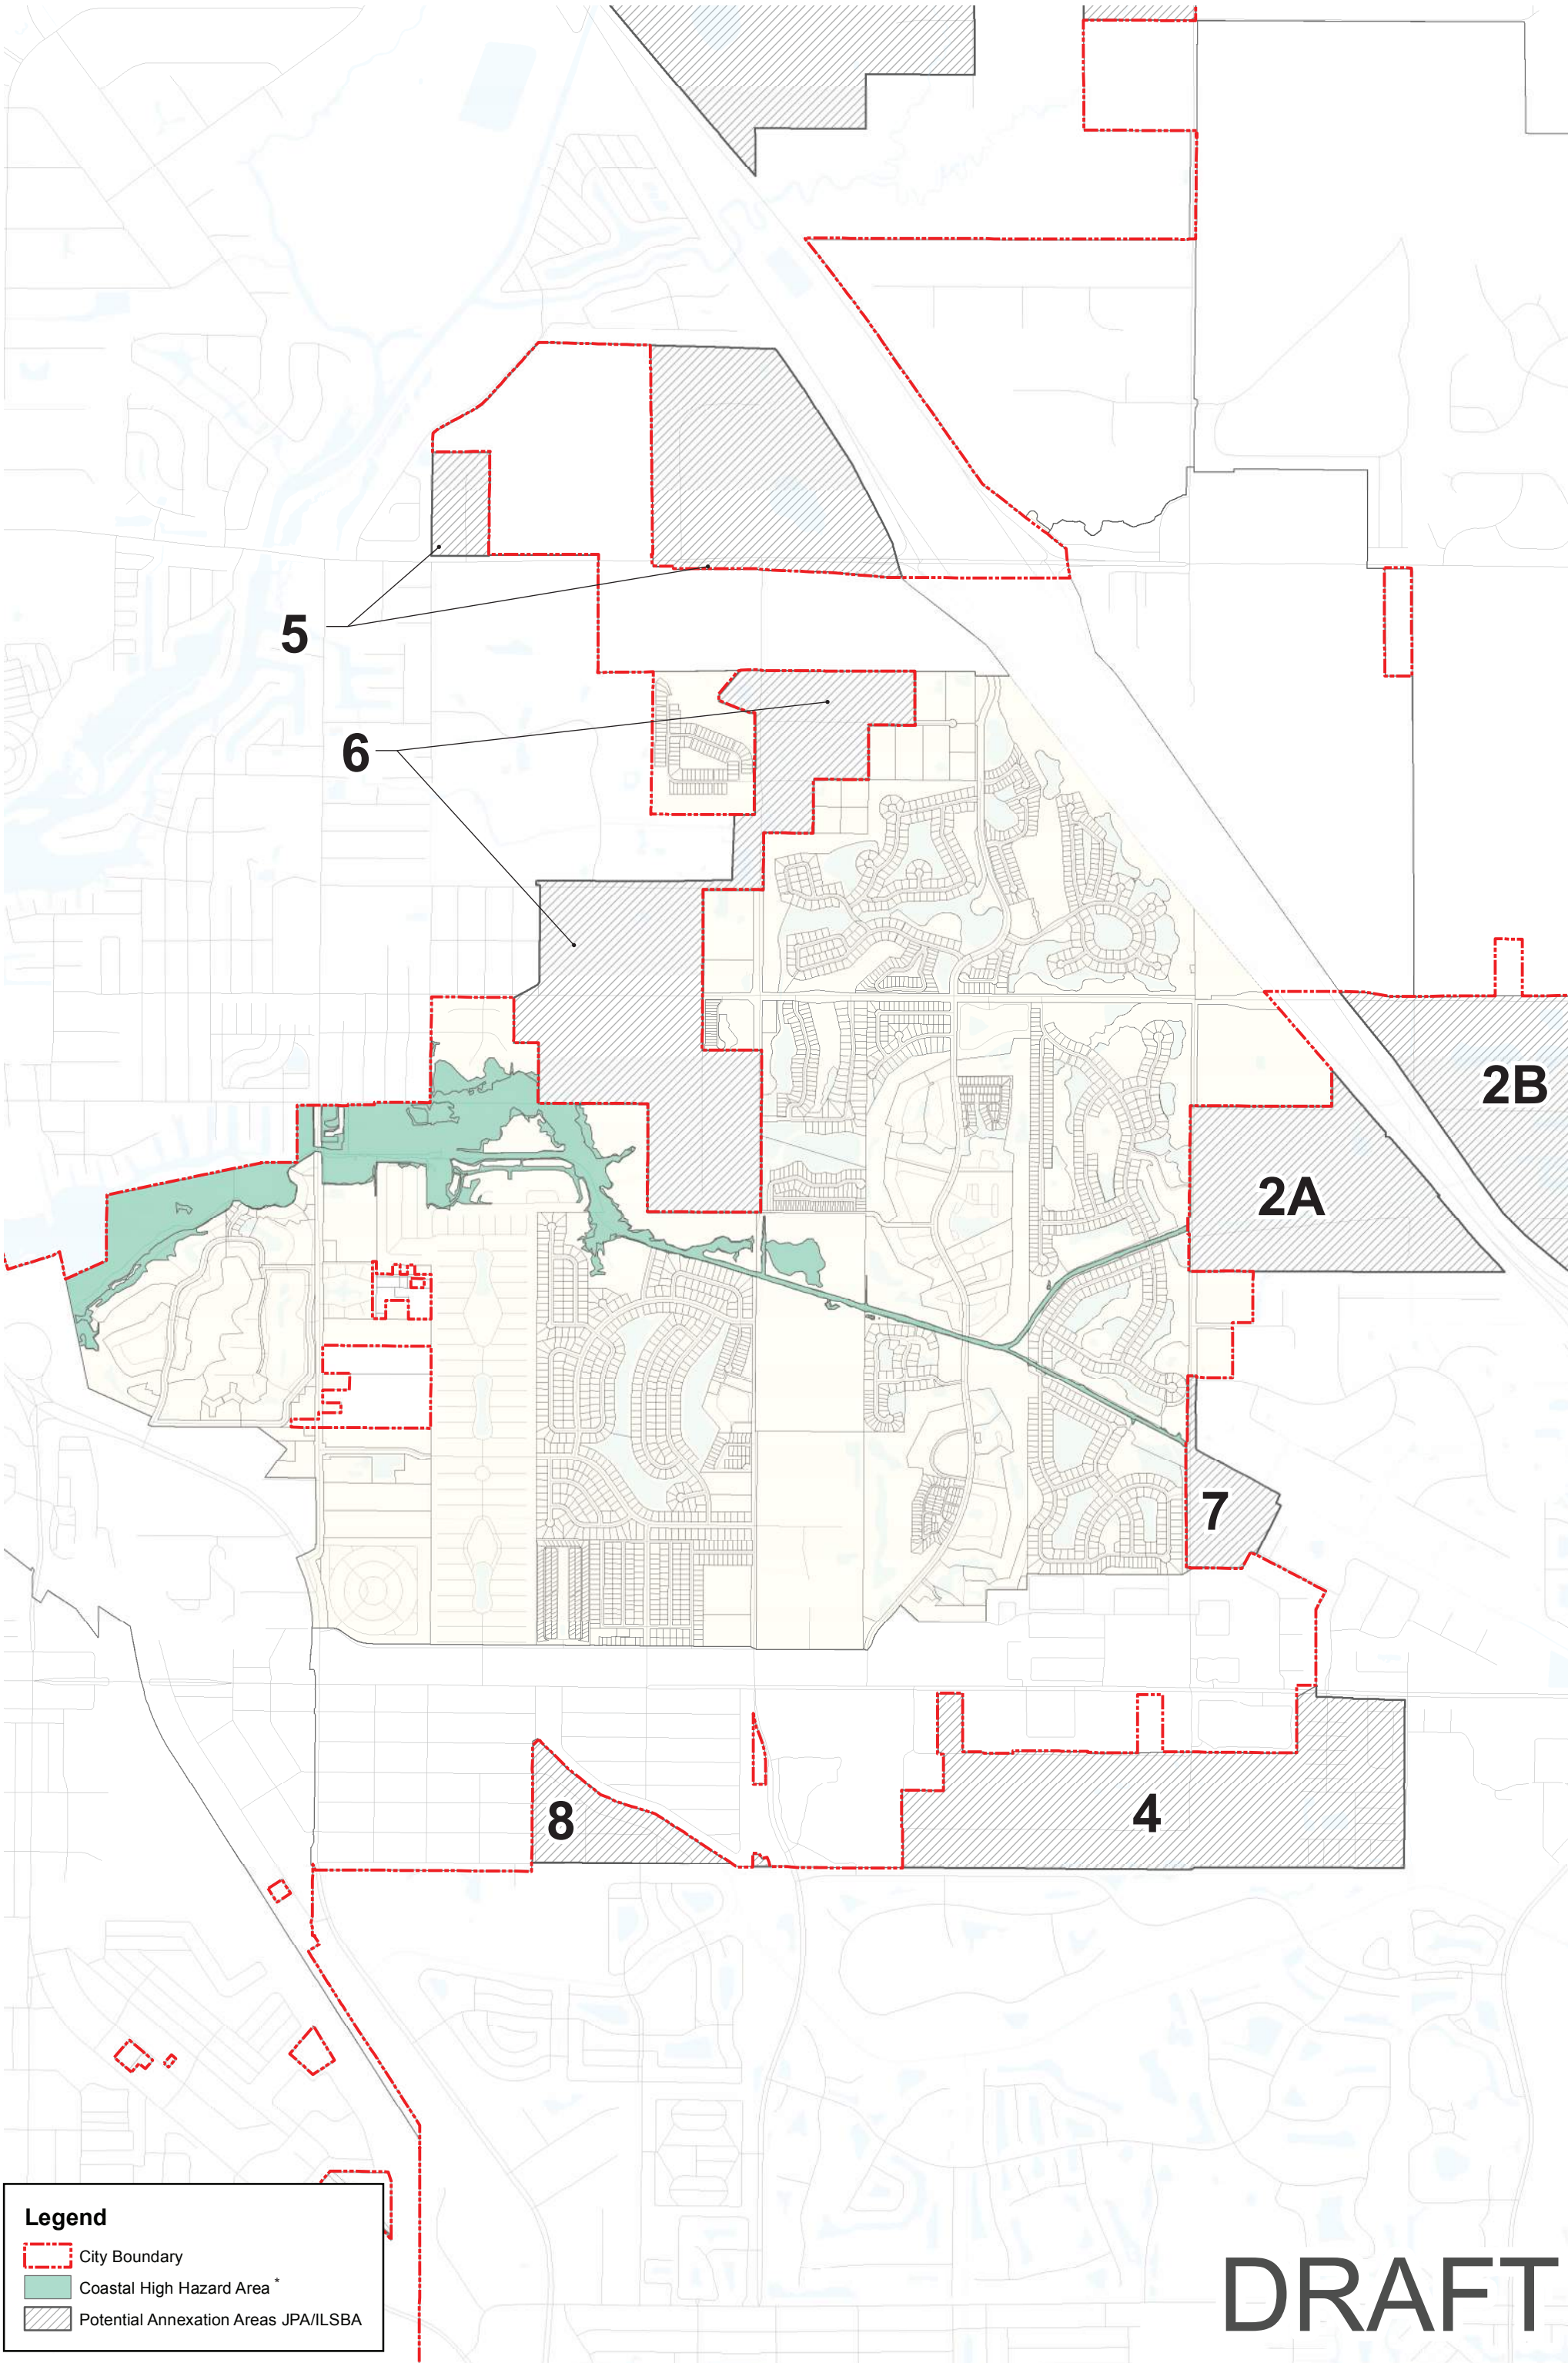 5
6
2B
2A
7
8
4
Legend
City Boundary
Coastal High Hazard Area *
Potential Annexation Areas JPA/ILSBA
DRAFT